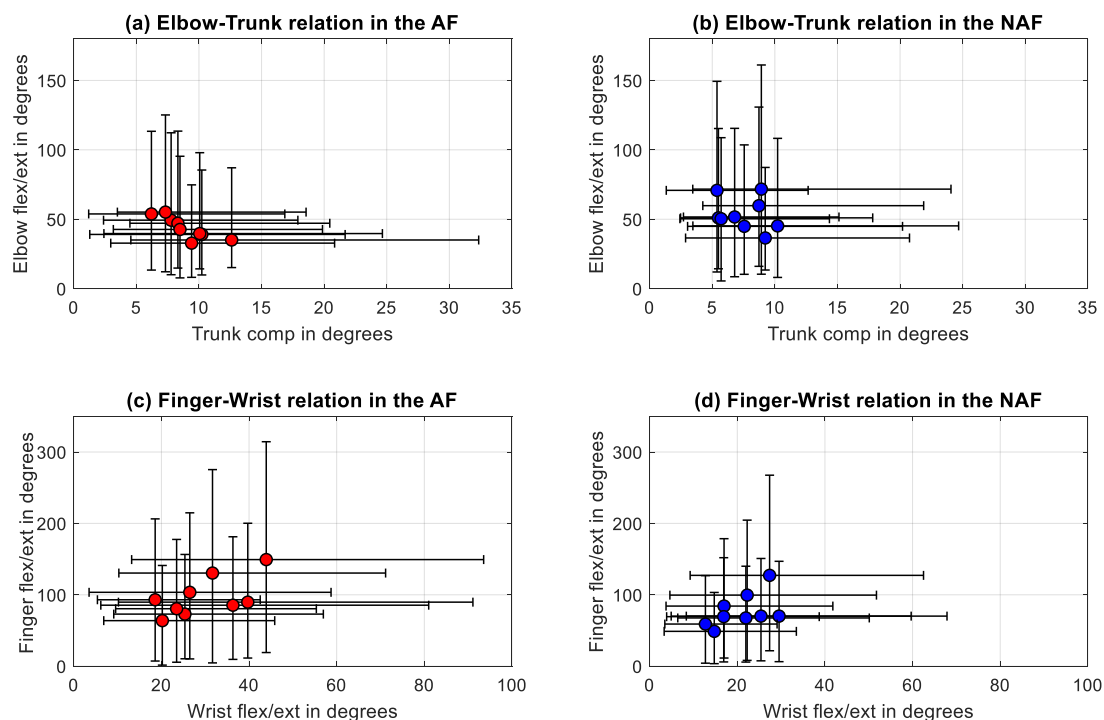 (a) Elbow-Trunk relation in the AF
Elbow flex/ext in degrees
150
100
50
0
0 5 10 15 20 25 30 35
Trunk comp in degrees
(b) Elbow-Trunk relation in the NAF
Elbow flex/ext in degrees
150
100
50
0
0 5 10 15 20 25 30 35
Trunk comp in degrees
(c) Finger-Wrist relation in the AF
Finger flex/ext in degrees
300
200
100
0
0 20 40 60 80 100
Wrist flex/ext in degrees
(d) Finger-Wrist relation in the NAF
Finger flex/ext in degrees
300
200
100
0
0 20 40 60 80 100
Wrist flex/ext in degrees